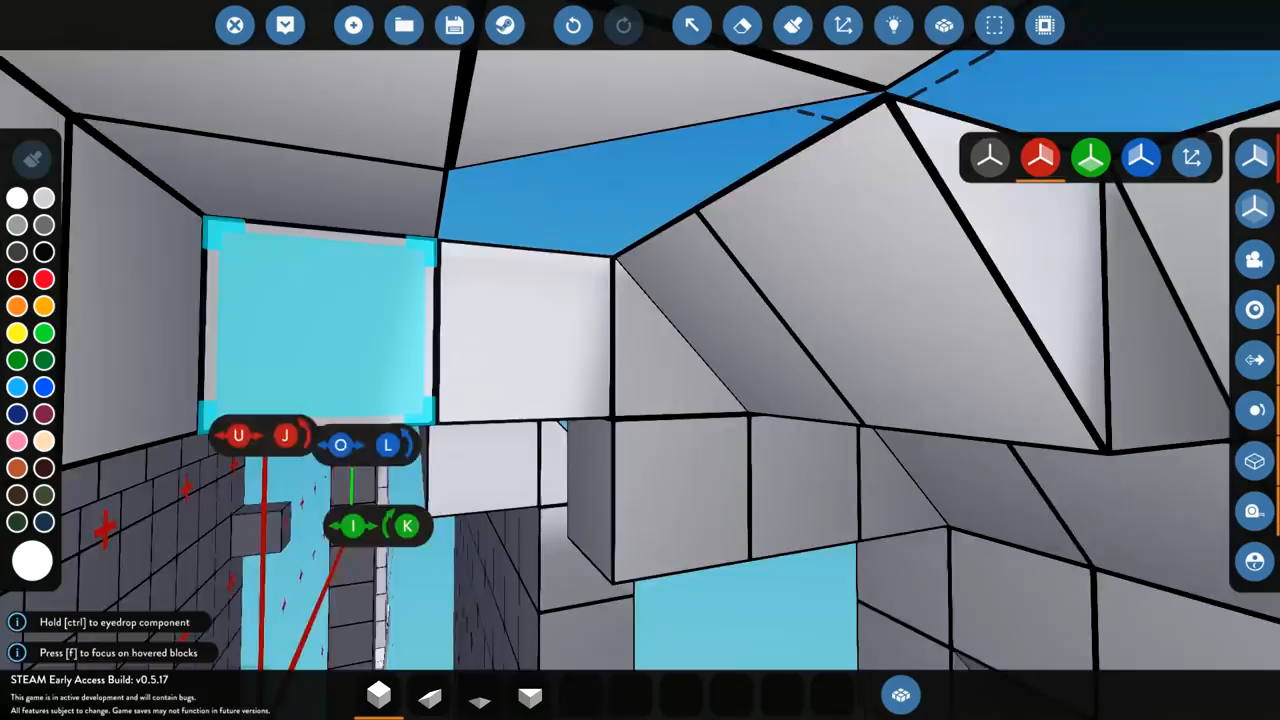 U
J
O
L
I
K
Hold [ctrl] to eyedrop component
Press [f] to focus on hovered blocks
STEAM Early Access Build: v0.5.17
This game is in active development and will contain bugs.
All features subject to change. Game saves may not function in future versions.